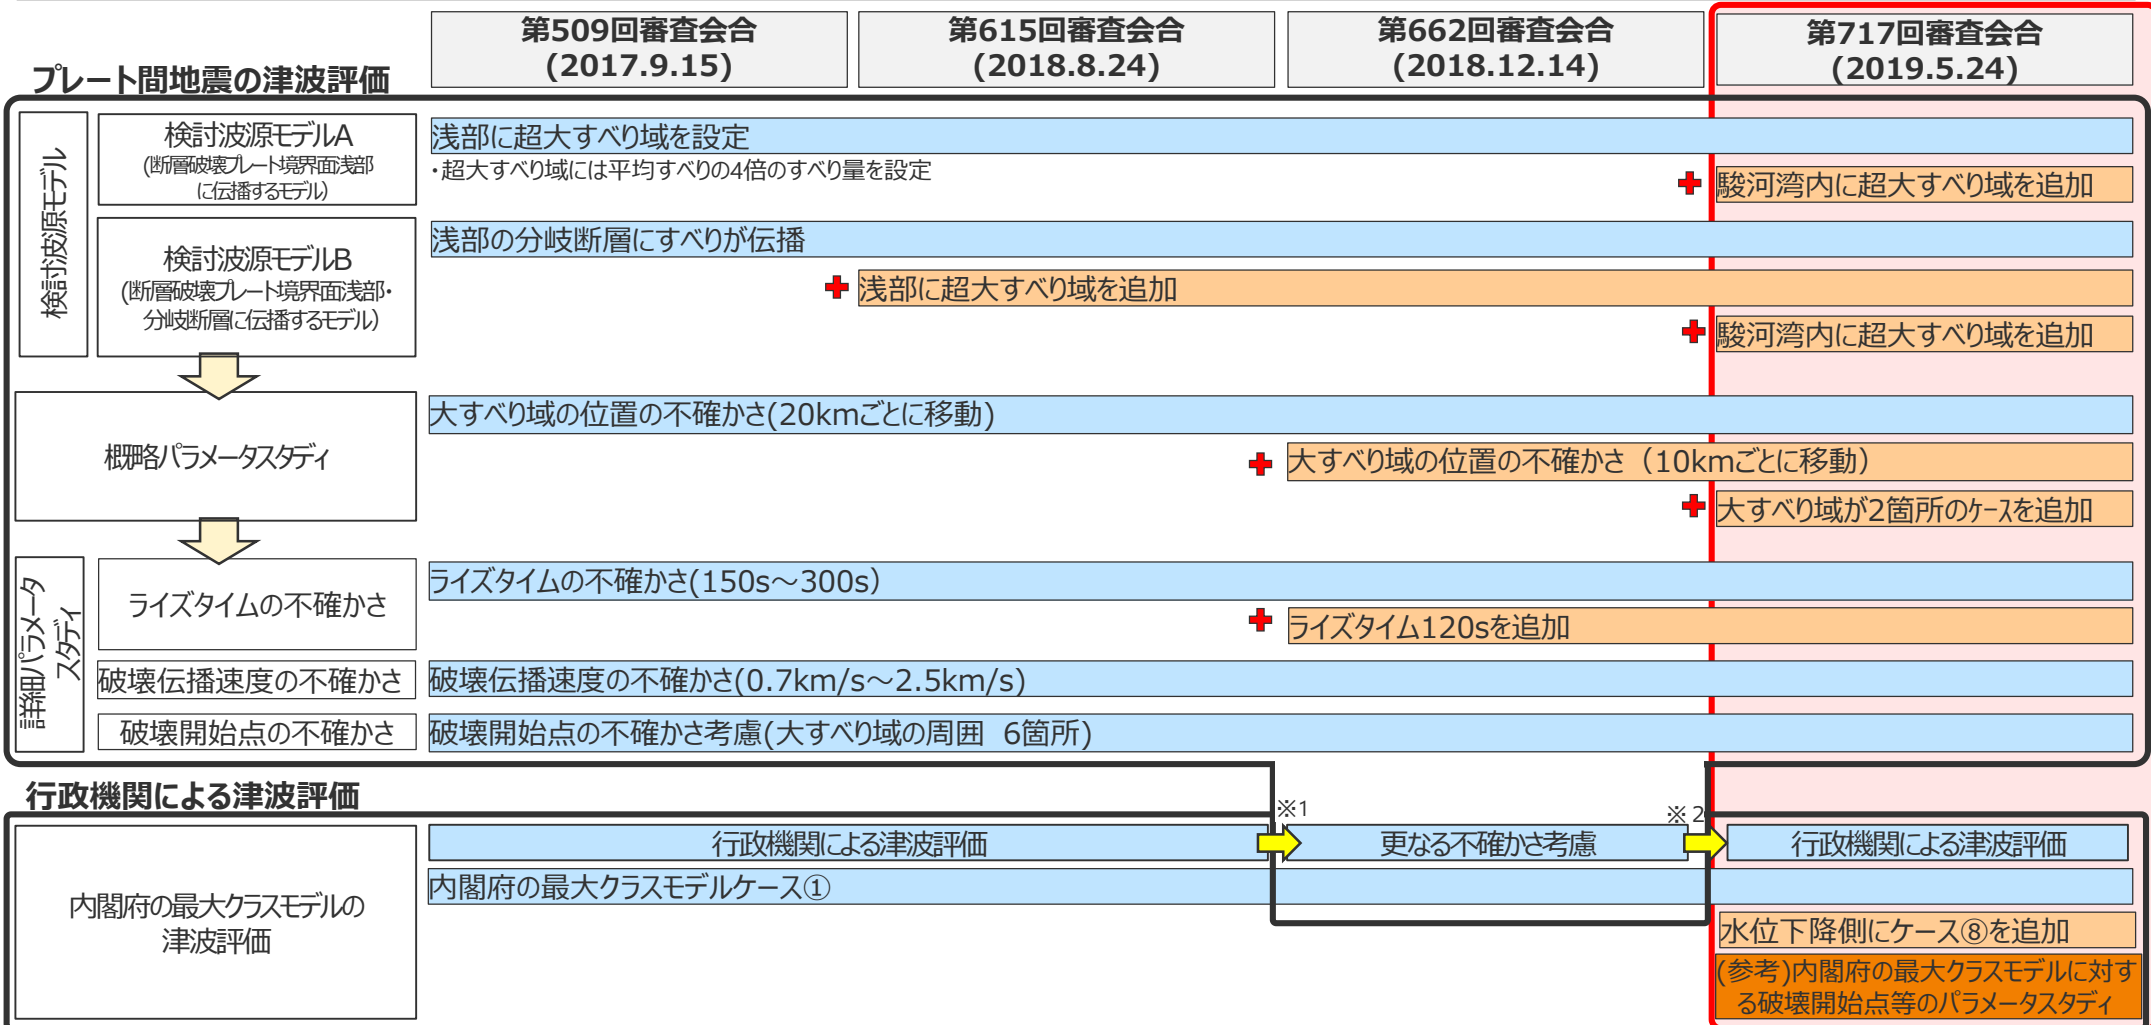 第509回審査会合
(2017.9.15)
第615回審査会合
(2018.8.24)
第662回審査会合
(2018.12.14)
第717回審査会合
(2019.5.24)
プレート間地震の津波評価
検討波源モデル
検討波源モデルA
(断層破壊プレート境界面浅部
に伝播するモデル)
浅部に超大すべり域を設定
・超大すべり域には平均すべりの4倍のすべり量を設定
駿河湾内に超大すべり域を追加
検討波源モデルB
(断層破壊プレート境界面浅部・
分岐断層に伝播するモデル)
浅部の分岐断層にすべりが伝播
浅部に超大すべり域を追加
駿河湾内に超大すべり域を追加
概略パラメータスタディ
大すべり域の位置の不確かさ(20kmごとに移動)
大すべり域の位置の不確かさ（10kmごとに移動）
大すべり域が2箇所のケースを追加
詳細パラメータ
スタディ
ライズタイムの不確かさ
ライズタイムの不確かさ(150s～300s)
ライズタイム120sを追加
破壊伝播速度の不確かさ
破壊伝播速度の不確かさ(0.7km/s～2.5km/s)
破壊開始点の不確かさ
破壊開始点の不確かさ考慮(大すべり域の周囲 6箇所)
行政機関による津波評価
※1
※2
内閣府の最大クラスモデルの
津波評価
行政機関による津波評価
更なる不確かさ考慮
行政機関による津波評価
内閣府の最大クラスモデルケース①
水位下降側にケース⑧を追加
(参考)内閣府の最大クラスモデルに対す
る破壊開始点等のパラメータスタディ